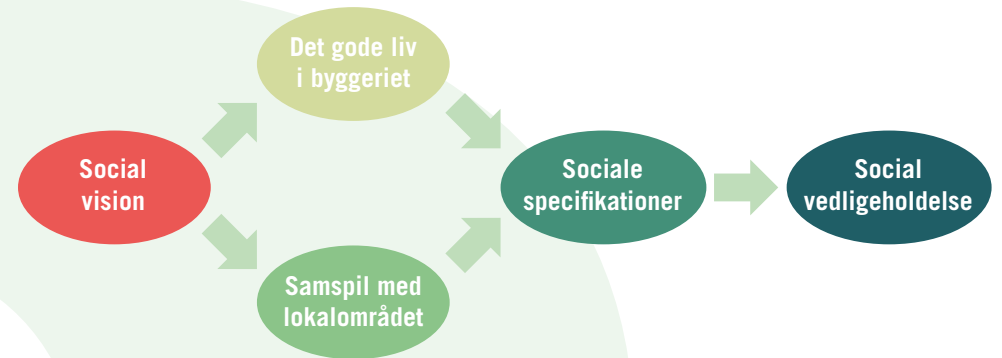 Det gode liv
i byggeriet
Social
vision
Sociale
specifikationer
Social
vedligeholdelse
Samspil med
lokalområdet